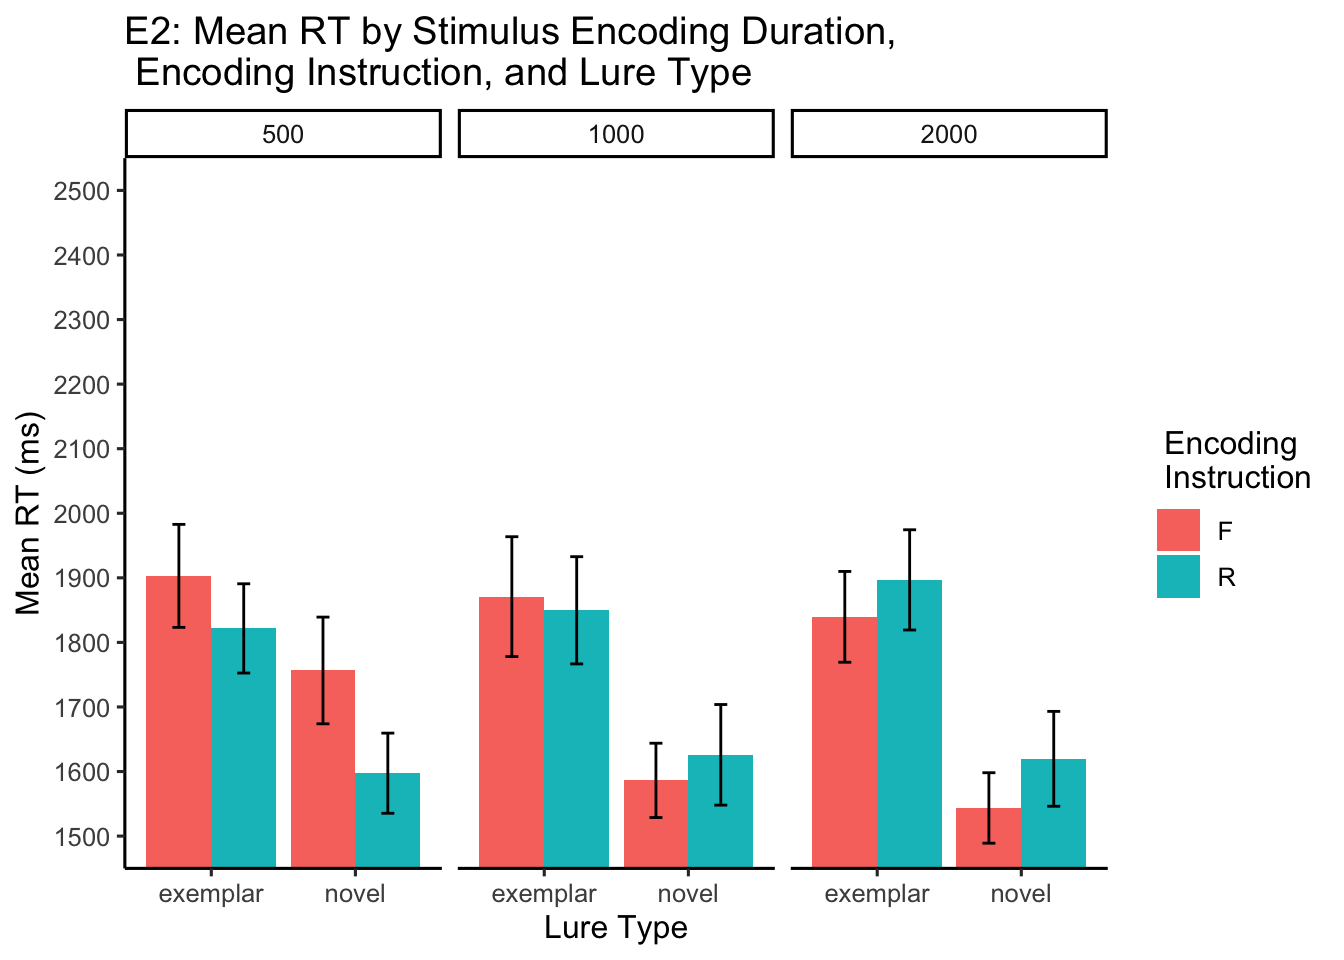 E2: Mean RT by Stimulus Encoding Duration,
Encoding Instruction, and Lure Type
500
1000
2000
2500
2400
2300
2200
2100
2000
1900
1800
1700
1600
1500
Mean RT (ms)
exemplar
novel
exemplar
novel
exemplar
novel
Lure Type
Encoding
Instruction
F
R